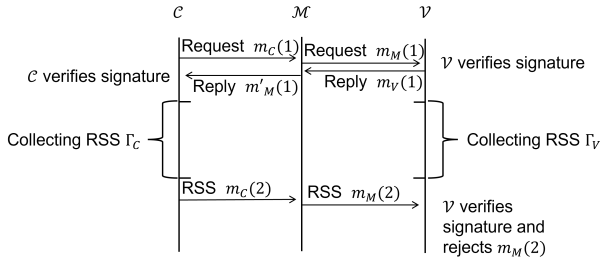 𝒞 ℳ 𝒱
Request m_C(1)
Request m_M(1)
𝒞 verifies signature
𝒱 verifies signature
Reply m'_M(1)
Reply m_V(1)
Collecting RSS Γ_C
Collecting RSS Γ_V
RSS m_C(2)
RSS m_M(2)
𝒱 verifies
signature and
rejects m_M(2)